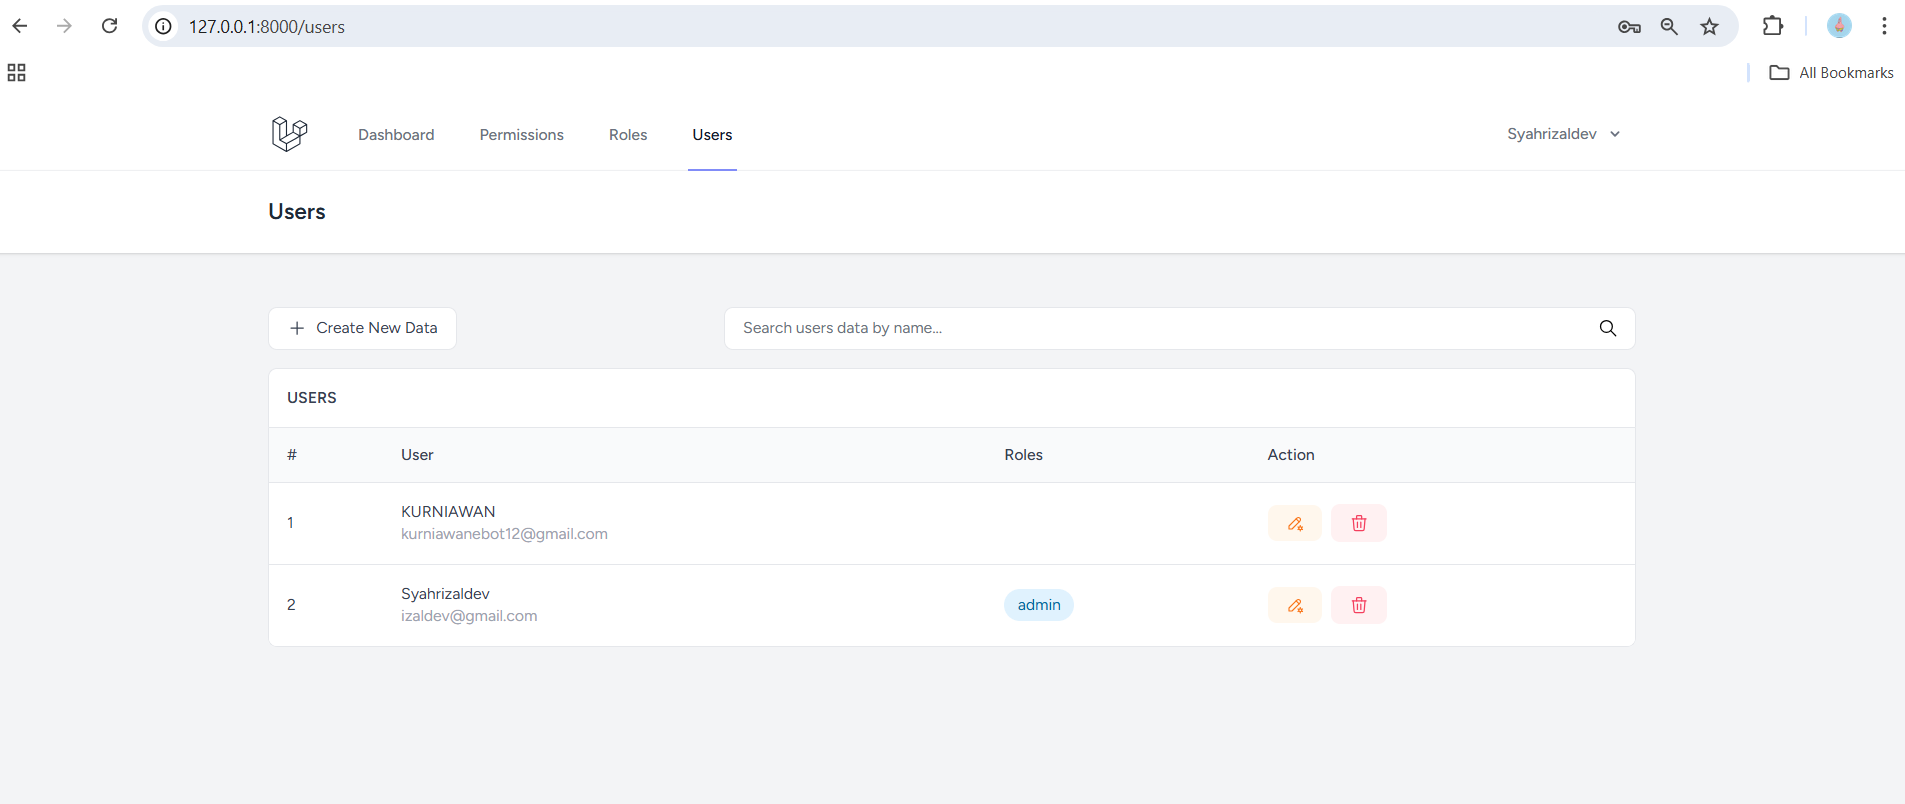 127.0.0.1:8000/users
All Bookmarks
Dashboard Permissions Roles Users Syahrizaldev
Users
Create New Data Search users data by name...
USERS
# User Roles Action
1 KURNIAWAN
kurniawanebot12@gmail.com
2 Syahrizaldev admin
izaldev@gmail.com